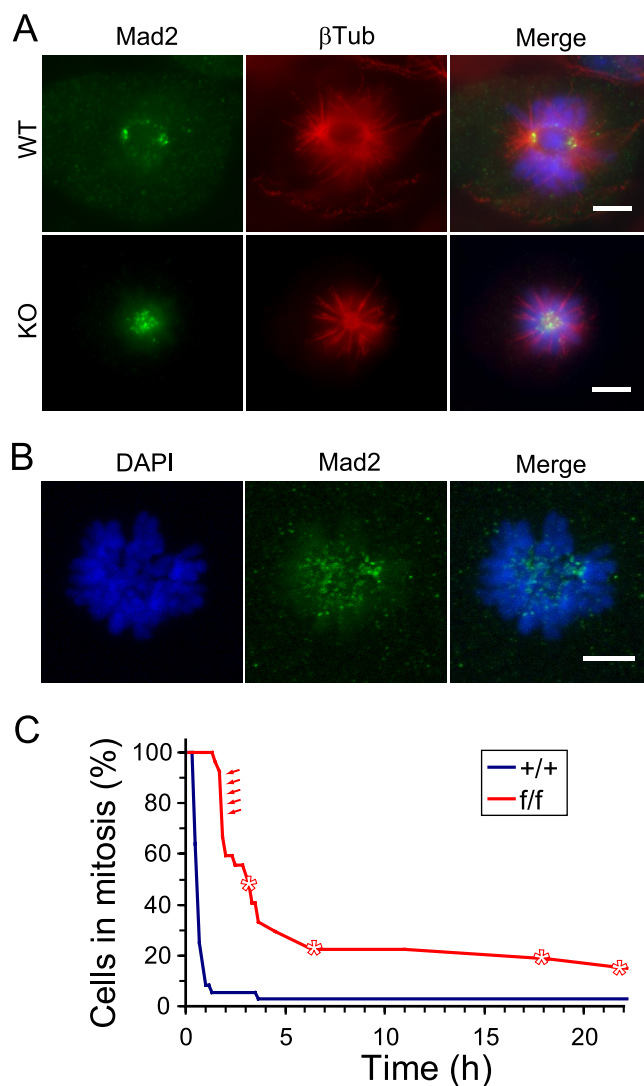 A
Mad2 βTub Merge
WT
KO
B
DAPI Mad2 Merge
C
Cells in mitosis (%)
100
80
60
40
20
0
+/+
f/f
0 5 10 15 20
Time (h)